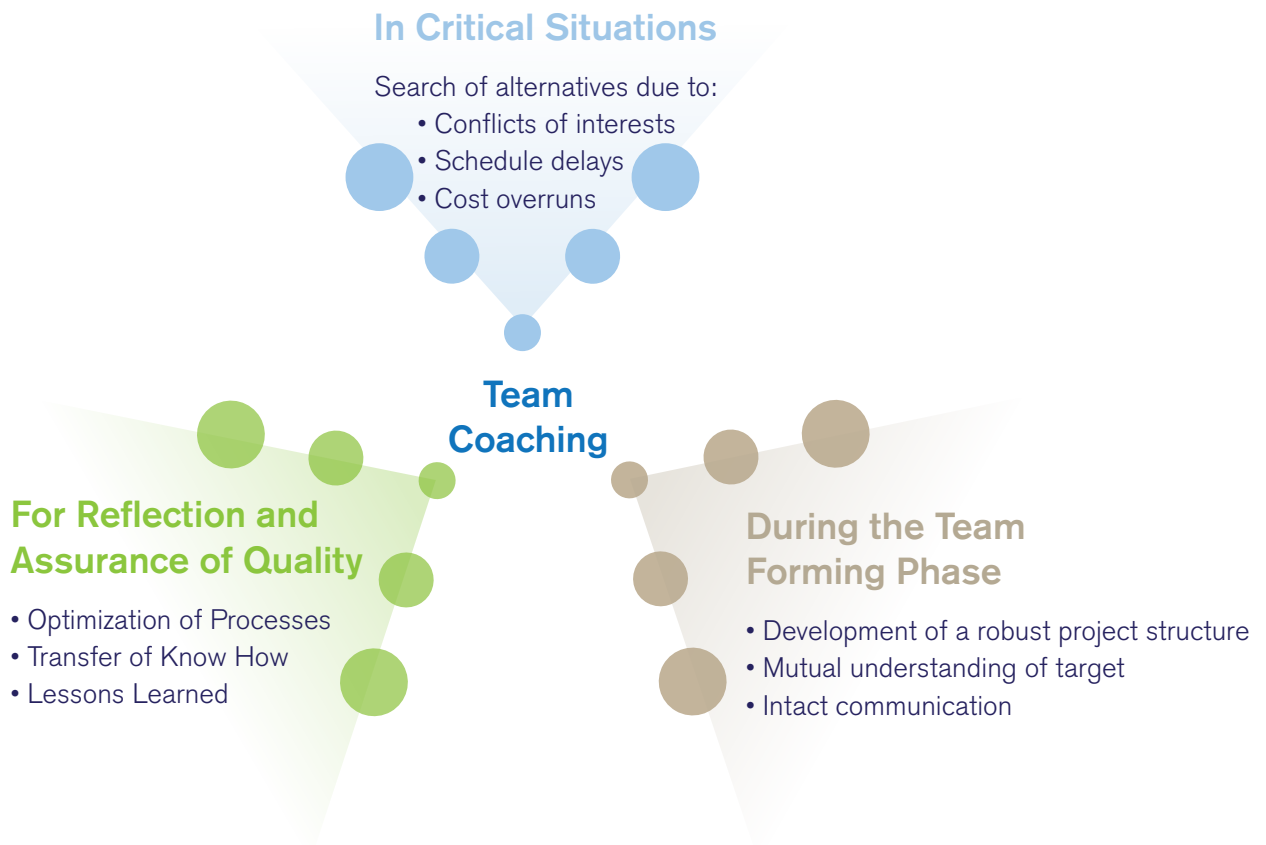 In Critical Situations
Search of alternatives due to:
• Conflicts of interests
• Schedule delays
• Cost overruns
Team
Coaching
For Reflection and
Assurance of Quality
• Optimization of Processes
• Transfer of Know How
• Lessons Learned
During the Team
Forming Phase
• Development of a robust project structure
• Mutual understanding of target
• Intact communication